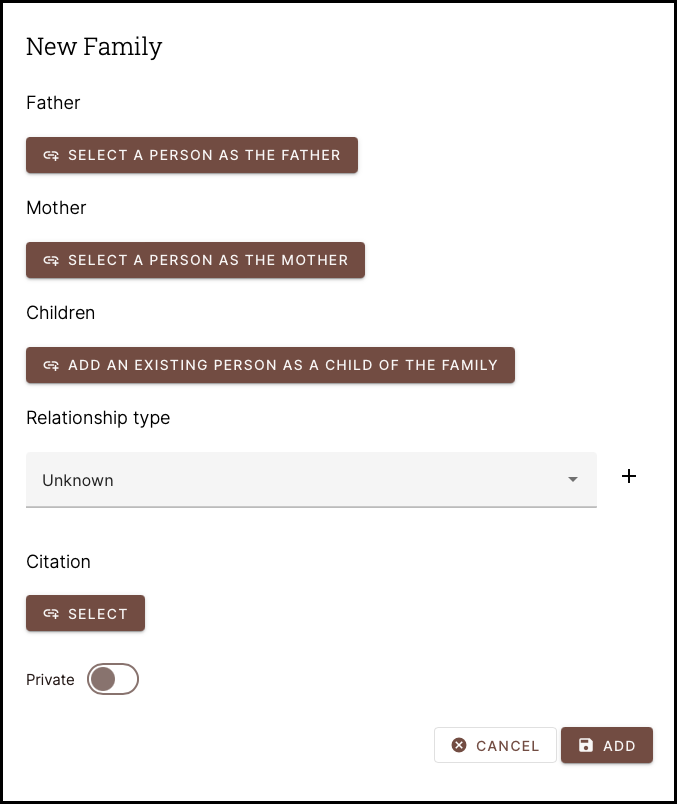 New Family
Father
SELECT A PERSON AS THE FATHER
Mother
SELECT A PERSON AS THE MOTHER
Children
ADD AN EXISTING PERSON AS A CHILD OF THE FAMILY
Relationship type
Unknown
Citation
SELECT
Private
CANCEL ADD